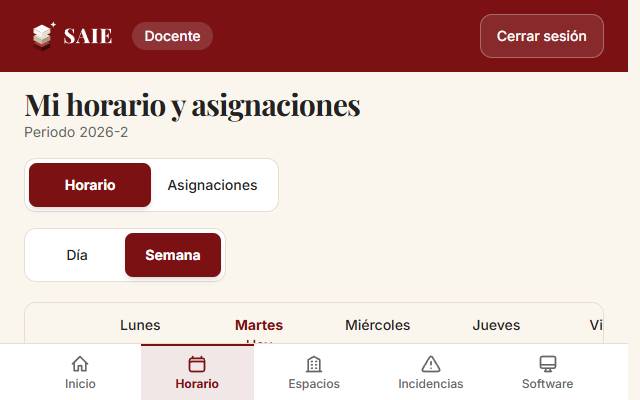 SAIE
Docente
Cerrar sesión
Mi horario y asignaciones
Periodo 2026-2
Horario
Asignaciones
Día
Semana
Lunes
Martes
Miércoles
Jueves
Inicio
Horario
Espacios
Incidencias
Software